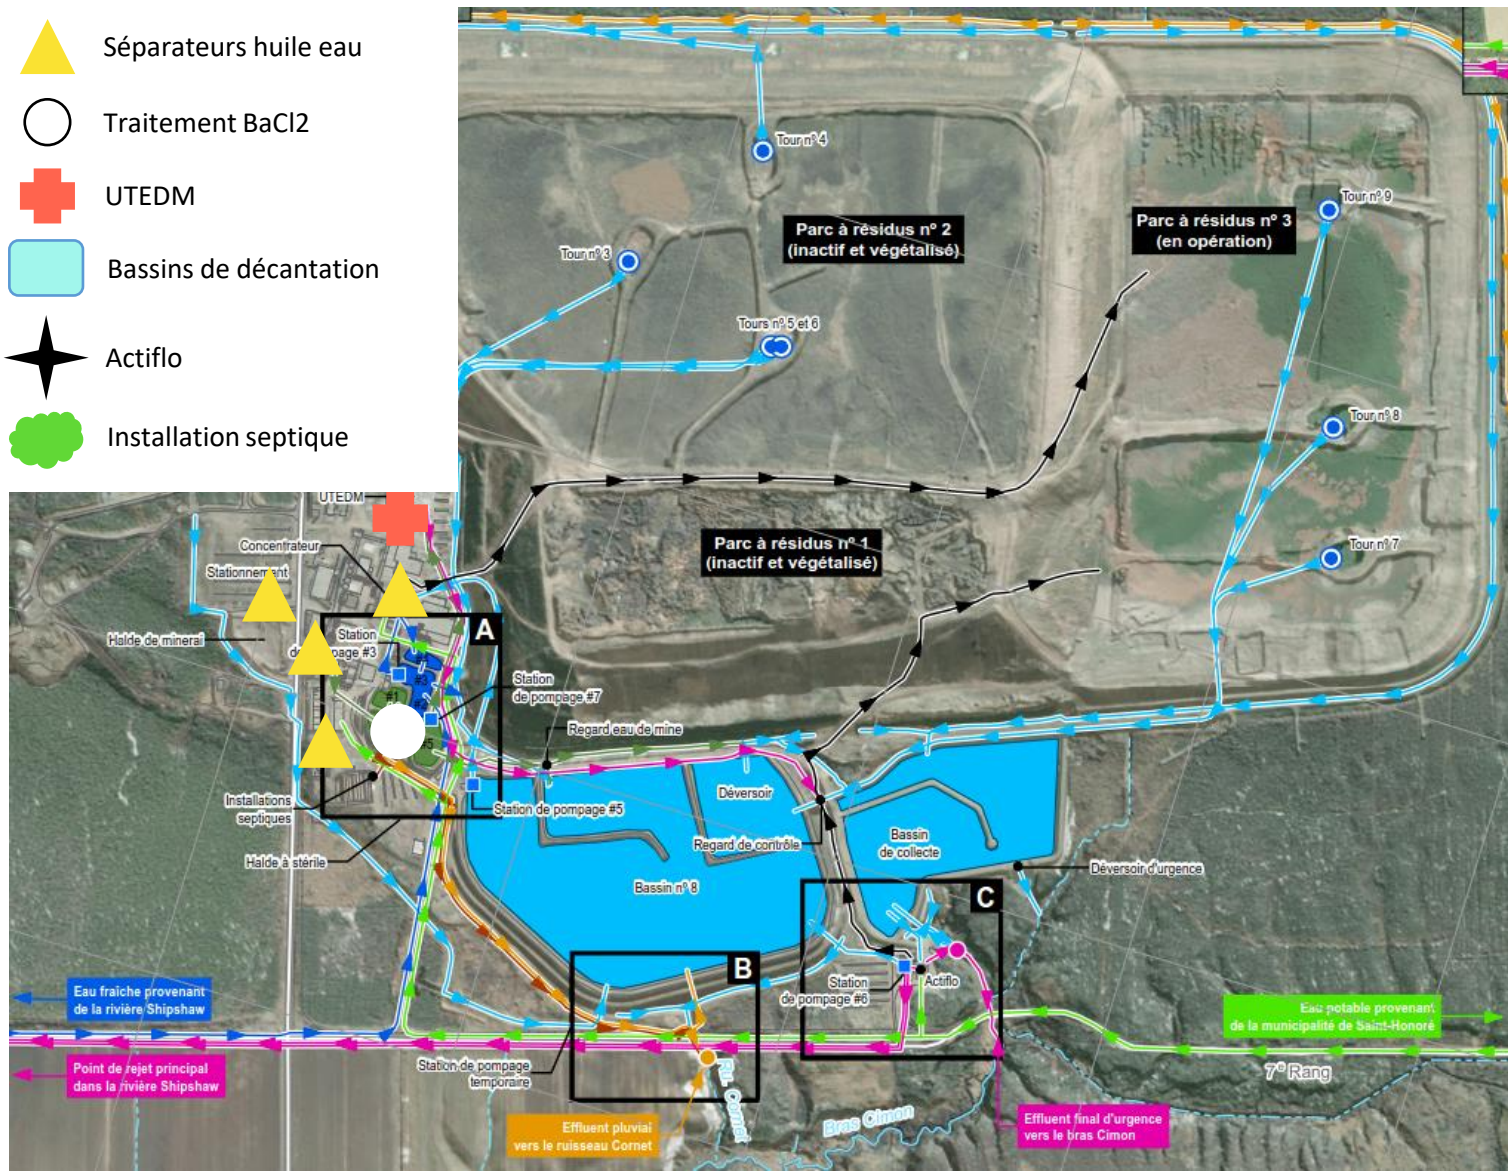 Séparateurs huile eau
Traitement BaCl2
UTEDM
Bassins de décantation
Actiflo
Installation septique
Tour nº 4
Tour nº 3
Tours nº 5 et 6
Parc à résidus nº 2
(inactif et végétalisé)
Parc à résidus nº 3
(en opération)
Tour nº 9
Tour nº 8
Tour nº 7
Parc à résidus nº 1
(inactif et végétalisé)
UTEDM
Concentrateur
Stationnement
Halde de minerai
A
Station
de pompage #3
#3
#1
#2
#5
Station
de pompage #7
Regard eau de mine
Installations
septiques
Station de pompage #5
Halde à stérile
Déversoir
Regard de contrôle
Bassin
de collecte
Bassin nº 8
Déversoir d'urgence
C
B
Station
de pompage #6
Actiflo
Eau fraîche provenant
de la rivière Shipshaw
Eau potable provenant
de la municipalité de Saint-Honoré
Point de rejet principal
dans la rivière Shipshaw
Station de pompage
temporaire
7e Rang
Ru. Cornet
Bras Cimon
Effluent pluvial
vers le ruisseau Cornet
Effluent final d'urgence
vers le bras Cimon